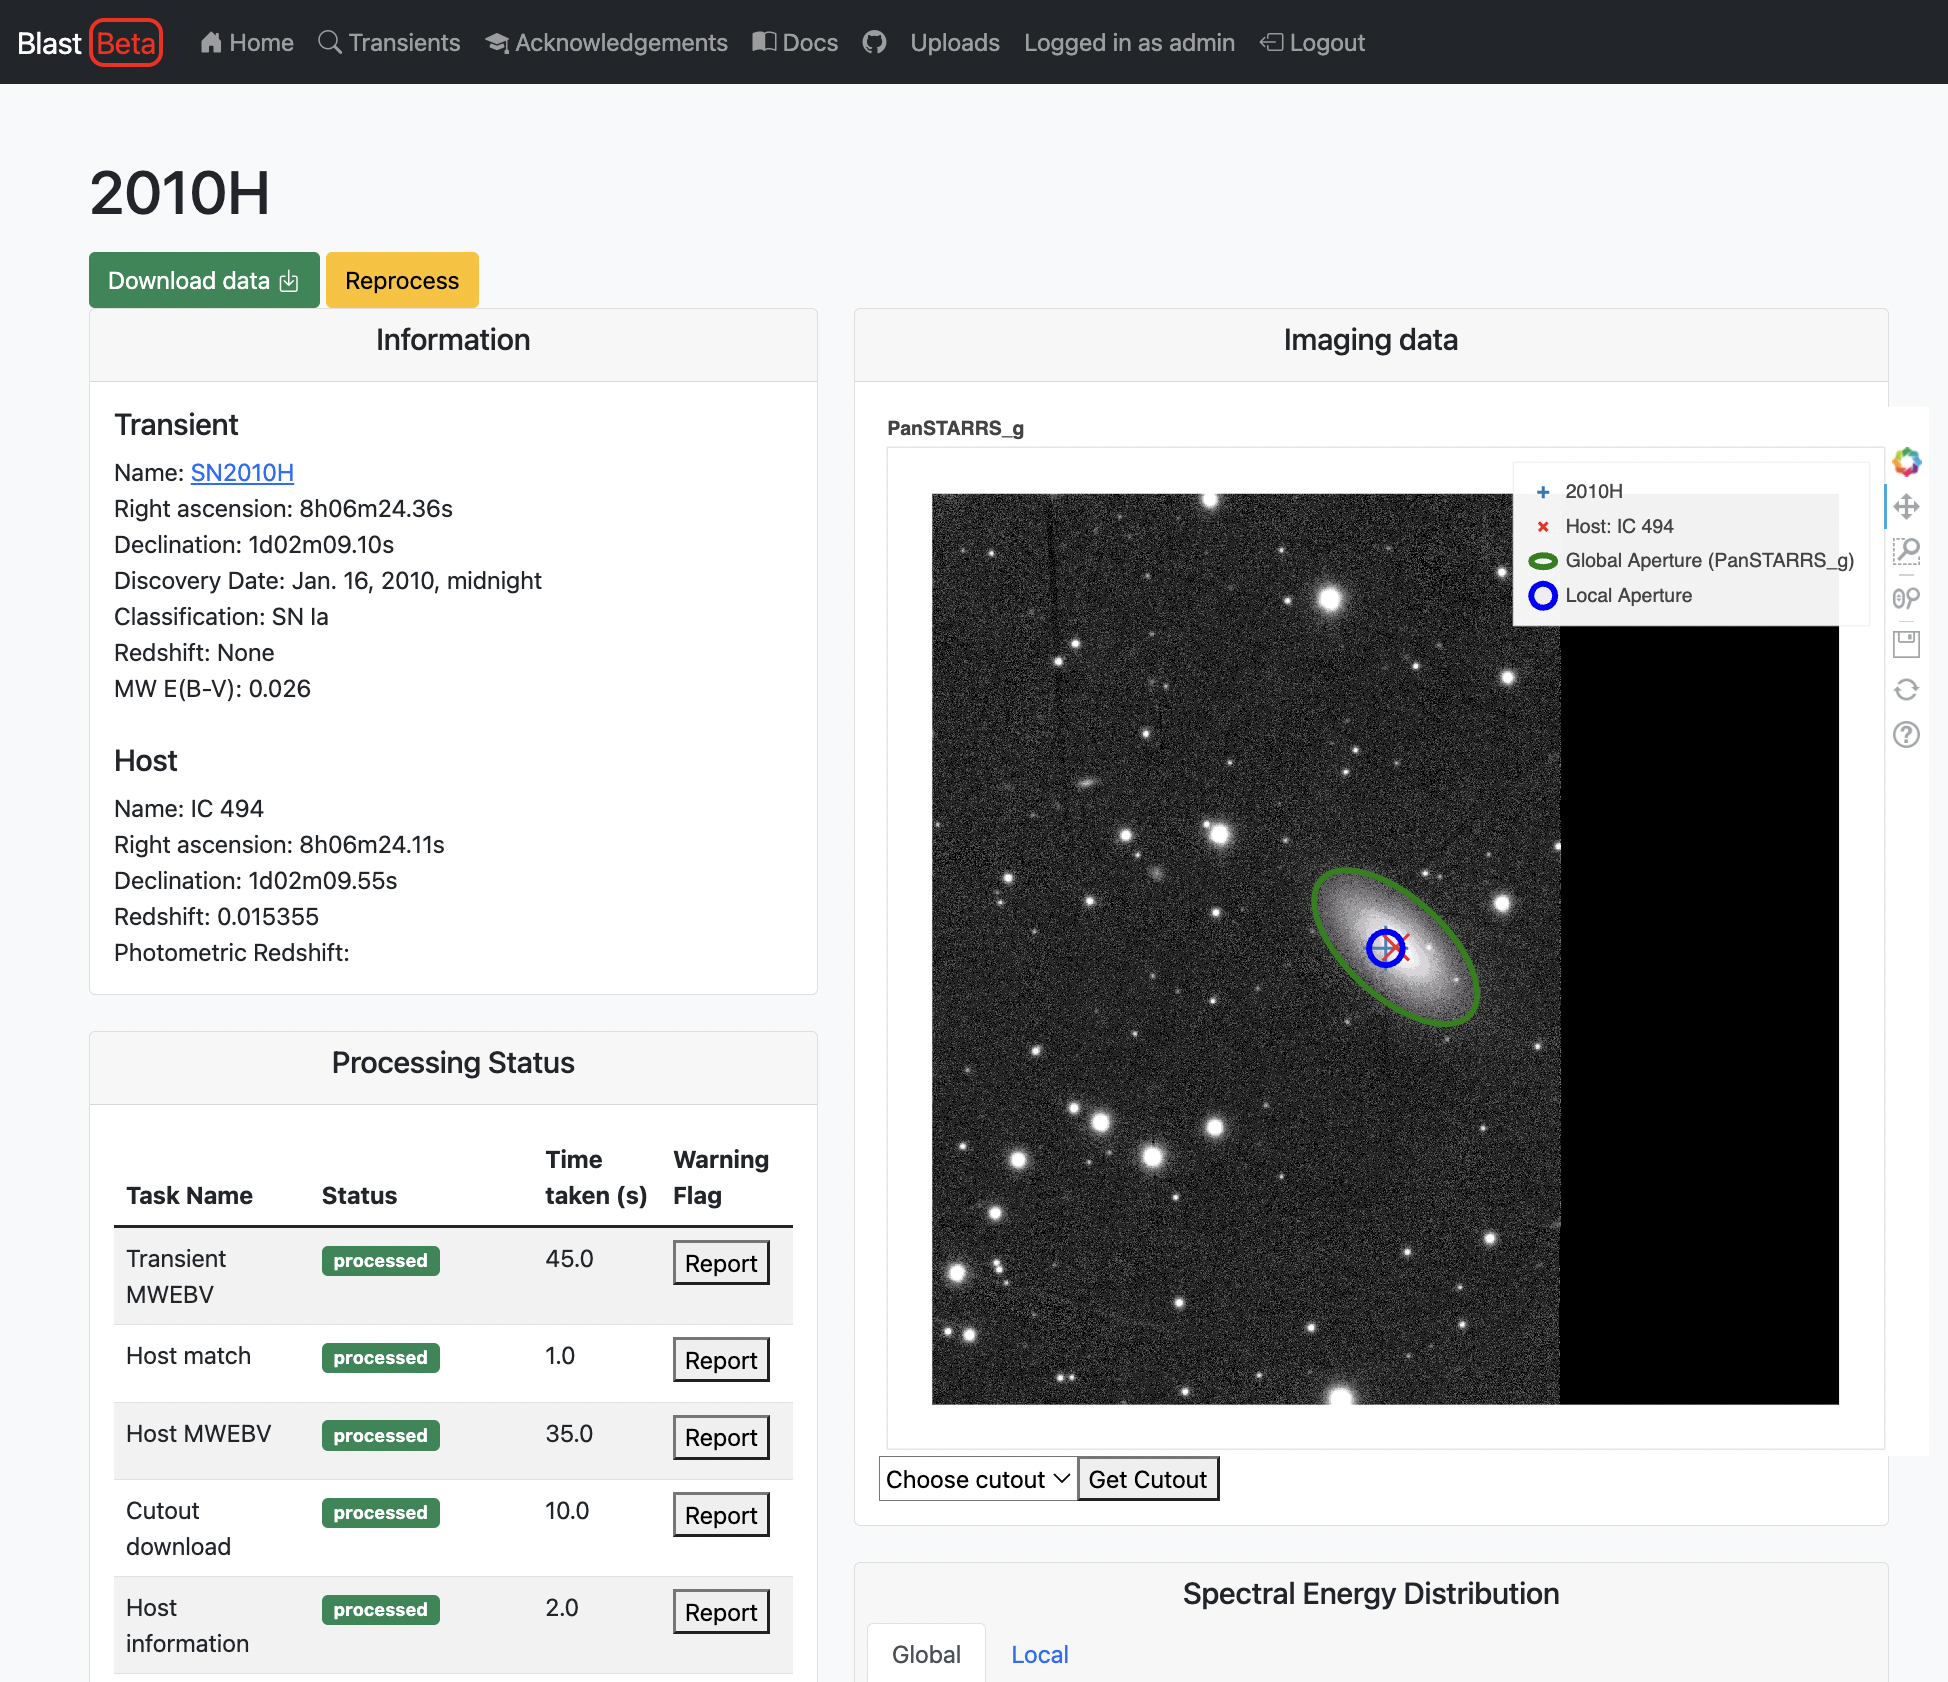 Blast Beta Home Transients Acknowledgements Docs Uploads Logged in as admin Logout
2010H
Download data Reprocess
Information
Transient
Name: SN2010H
Right ascension: 8h06m24.36s
Declination: 1d02m09.10s
Discovery Date: Jan. 16, 2010, midnight
Classification: SN Ia
Redshift: None
MW E(B-V): 0.026
Host
Name: IC 494
Right ascension: 8h06m24.11s
Declination: 1d02m09.55s
Redshift: 0.015355
Photometric Redshift:
Processing Status
Task Name Status Time taken (s) Warning Flag
Transient MWEBV processed 45.0 Report
Host match processed 1.0 Report
Host MWEBV processed 35.0 Report
Cutout download processed 10.0 Report
Host information processed 2.0 Report
Imaging data
PanSTARRS_g
2010H
Host: IC 494
Global Aperture (PanSTARRS_g)
Local Aperture
Choose cutout Get Cutout
Spectral Energy Distribution
Global Local